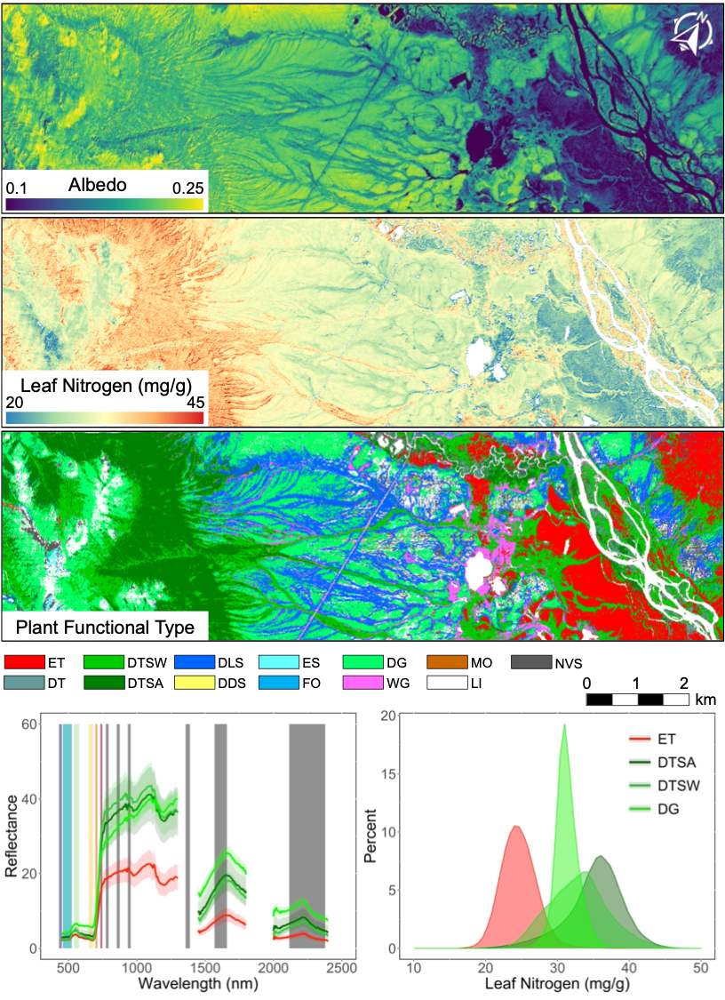 N
Albedo
0.1 0.25
Leaf Nitrogen (mg/g)
20 45
Plant Functional Type
ET DTSW DLS ES DG MO NVS
DT DTSA DDS FO WG LI
0 1 2
km
60
40
20
0
Reflectance
500 1000 1500 2000 2500
Wavelength (nm)
20
15
10
5
0
Percent
ET
DTSA
DTSW
DG
10 20 30 40 50
Leaf Nitrogen (mg/g)